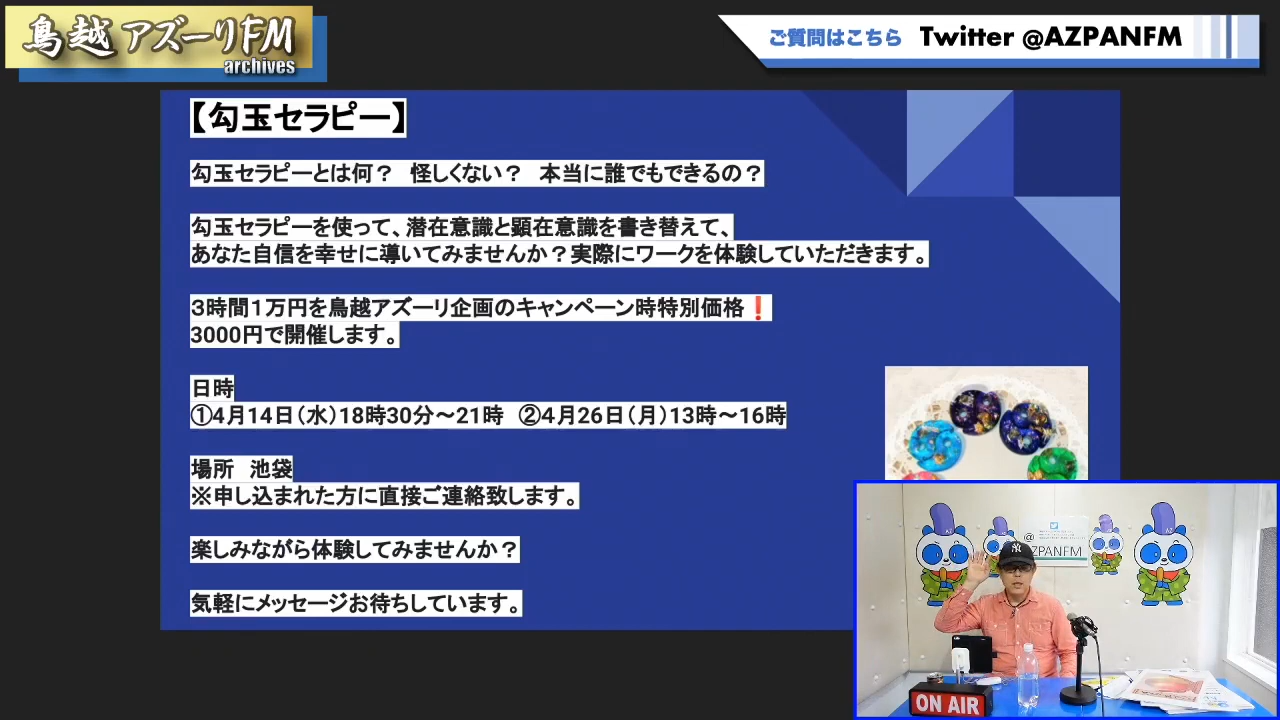 鳥越 アズーリFM
archives
ご質問はこちら Twitter @AZPANFM
【勾玉セラピー】
勾玉セラピーとは何？ 怪しくない？ 本当に誰でもできるの？
勾玉セラピーを使って、潜在意識と顕在意識を書き替えて、
あなた自信を幸せに導いてみませんか？実際にワークを体験していただきます。
３時間１万円を鳥越アズーリ企画のキャンペーン時特別価格❗
3000円で開催します。
日時
①4月14日（水）18時30分～21時 ②4月26日（月）13時～16時
場所 池袋
※申し込まれた方に直接ご連絡致します。
楽しみながら体験してみませんか？
気軽にメッセージお待ちしています。
@
ZPANFM
NY
ON AIR